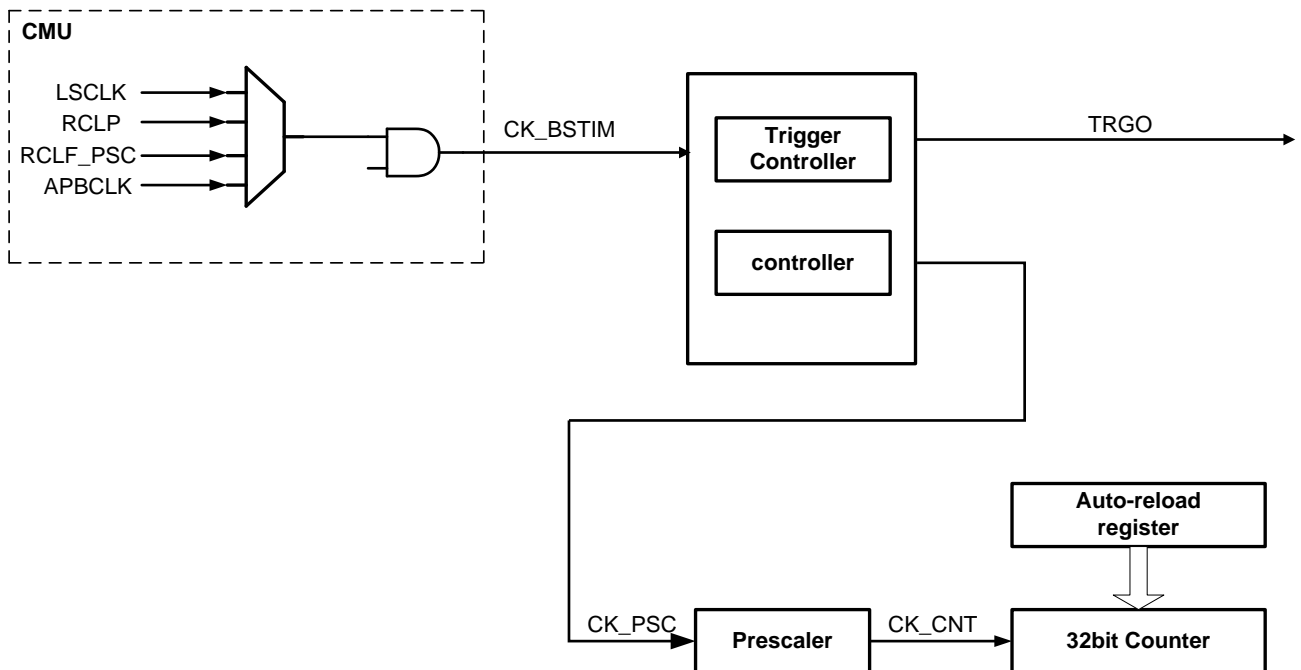 CMU
LSCLK
RCLP
RCLF_PSC
APBCLK
CK_BSTIM
Trigger
Controller
TRGO
controller
Auto-reload
register
CK_PSC
Prescaler
CK_CNT
32bit Counter